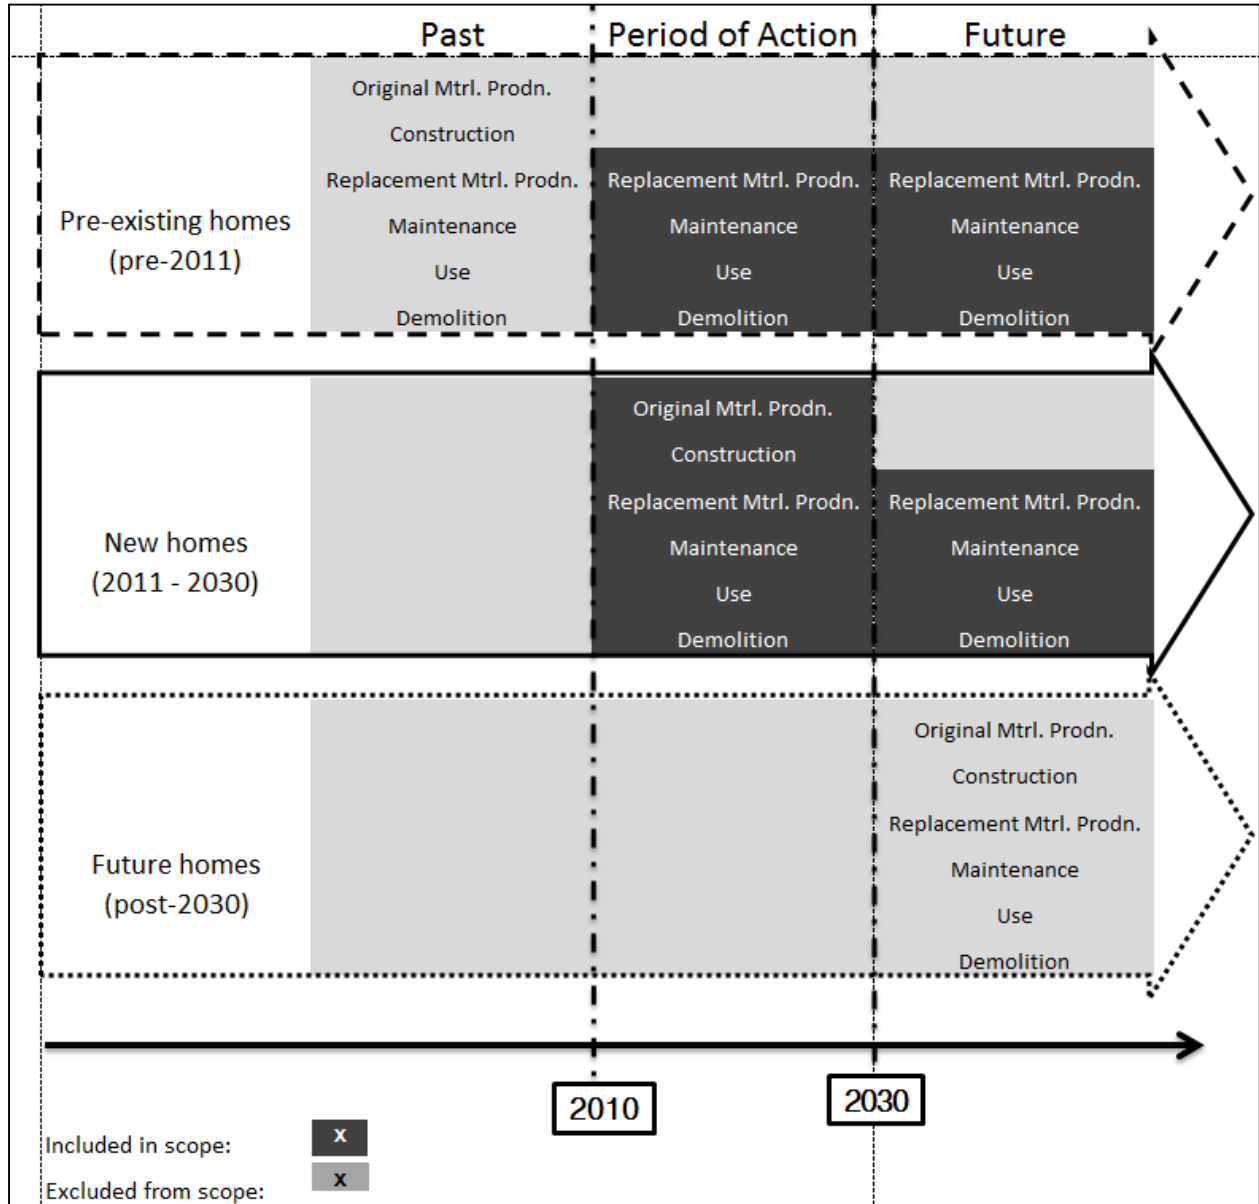 Past Period of Action Future
Original Mtrl. Prodn.
Construction
Replacement Mtrl. Prodn. Replacement Mtrl. Prodn. Replacement Mtrl. Prodn.
Pre-existing homes
(pre-2011)
Maintenance Maintenance Maintenance
Use Use Use
Demolition Demolition Demolition
Original Mtrl. Prodn.
Construction
Replacement Mtrl. Prodn. Replacement Mtrl. Prodn.
New homes
(2011 - 2030)
Maintenance Maintenance
Use Use
Demolition Demolition
Original Mtrl. Prodn.
Construction
Replacement Mtrl. Prodn.
Future homes
(post-2030)
Maintenance
Use
Demolition
2010 2030
Included in scope: x
Excluded from scope: x